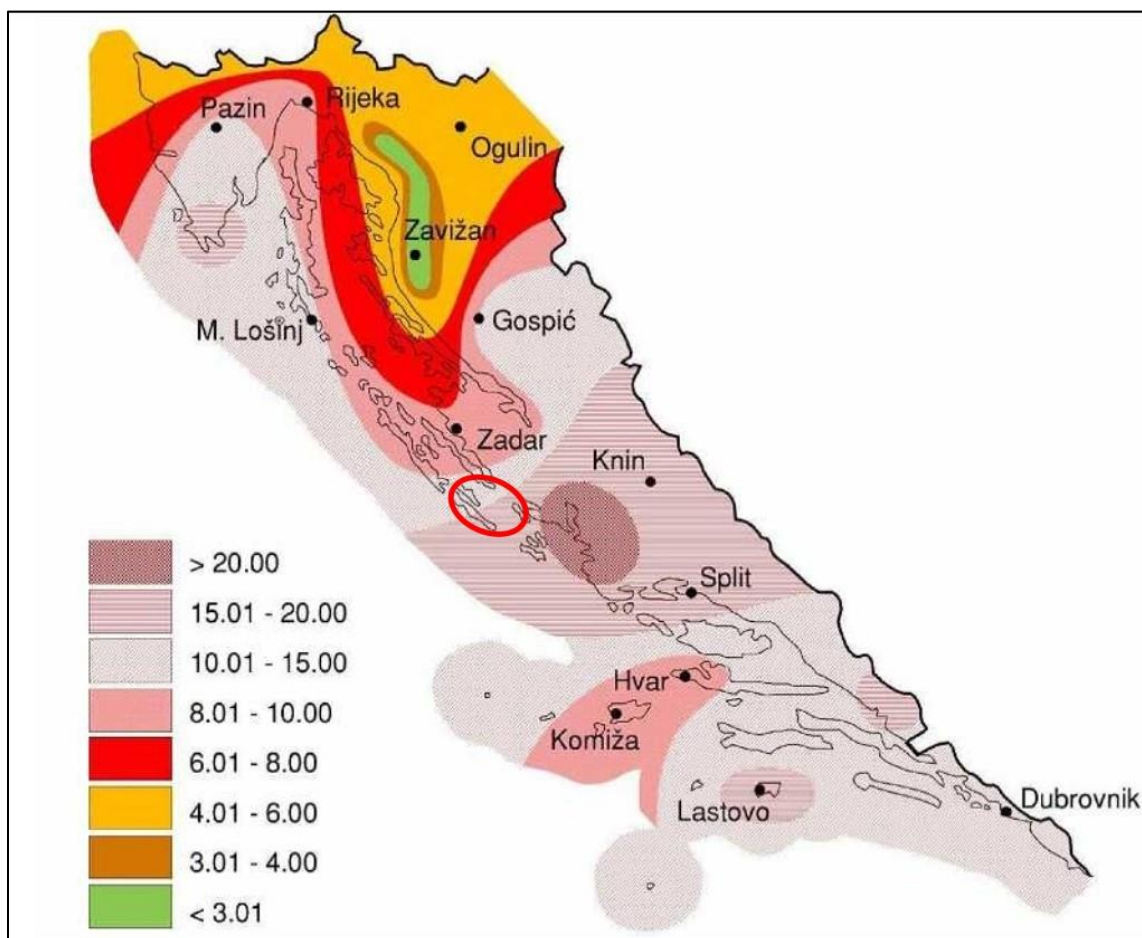 Pazin
Rijeka
Ogulin
Zavižan
M. Lošinj
Gospić
Zadar
Knin
Split
Hvar
Komiža
Lastovo
Dubrovnik
> 20.00
15.01 - 20.00
10.01 - 15.00
8.01 - 10.00
6.01 - 8.00
4.01 - 6.00
3.01 - 4.00
< 3.01